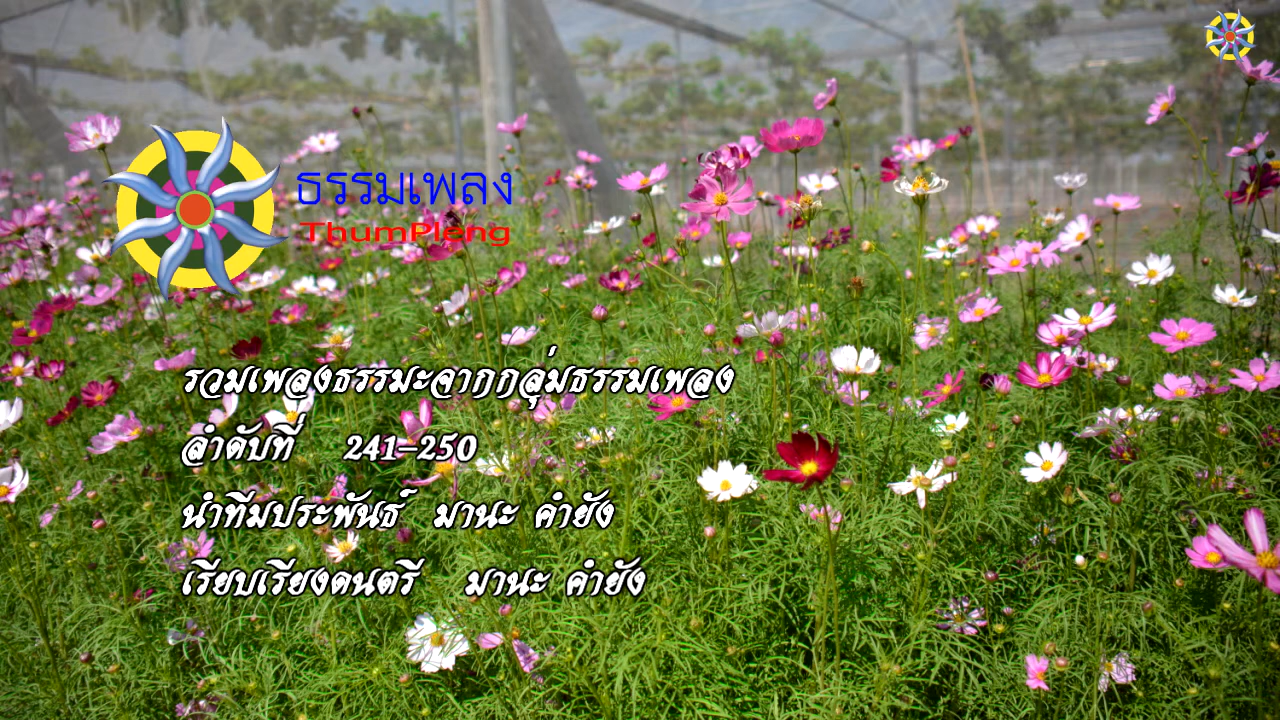 ธรรมเพลง
ThumPleng
รวมเพลงธรรมะจากกลุ่มธรรมเพลง
ลำดับที่ 241-250
นำทีมประพันธ์ มานะ คำยัง
เรียบเรียงดนตรี มานะ คำยัง